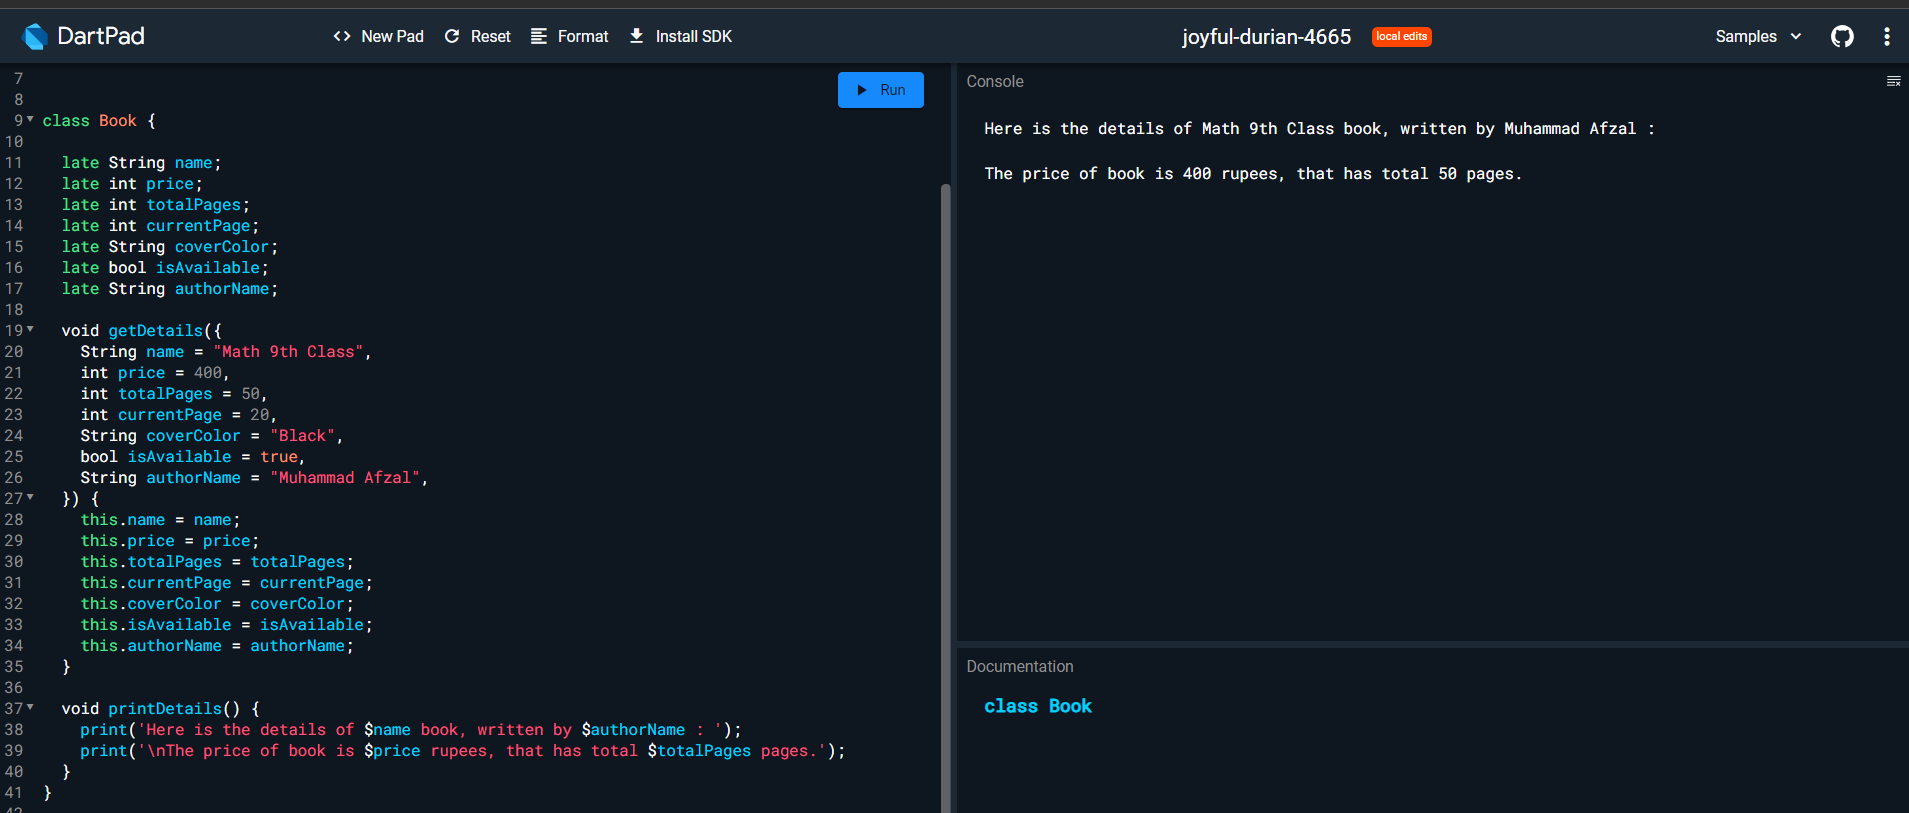 DartPad
New Pad
Reset
Format
Install SDK
joyful-durian-4665
local edits
Samples
7
8
9 class Book {
10
11 late String name;
12 late int price;
13 late int totalPages;
14 late int currentPage;
15 late String coverColor;
16 late bool isAvailable;
17 late String authorName;
18
19 void getDetails({
20 String name = "Math 9th Class",
21 int price = 400,
22 int totalPages = 50,
23 int currentPage = 20,
24 String coverColor = "Black",
25 bool isAvailable = true,
26 String authorName = "Muhammad Afzal",
27 }) {
28 this.name = name;
29 this.price = price;
30 this.totalPages = totalPages;
31 this.currentPage = currentPage;
32 this.coverColor = coverColor;
33 this.isAvailable = isAvailable;
34 this.authorName = authorName;
35 }
36
37 void printDetails() {
38 print('Here is the details of $name book, written by $authorName : ');
39 print('\nThe price of book is $price rupees, that has total $totalPages pages.');
40 }
41 }
Run
Console
Here is the details of Math 9th Class book, written by Muhammad Afzal :
The price of book is 400 rupees, that has total 50 pages.
Documentation
class Book